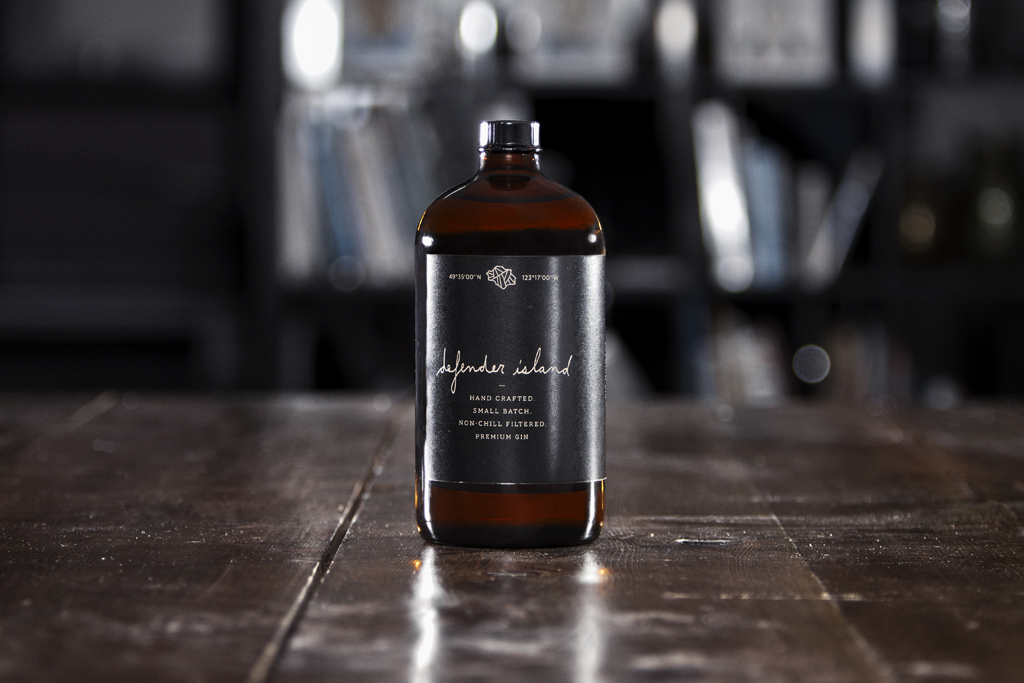 49°35'00"N 123°17'00"W
defender island
HAND CRAFTED.
SMALL BATCH.
NON-CHILL FILTERED.
PREMIUM GIN